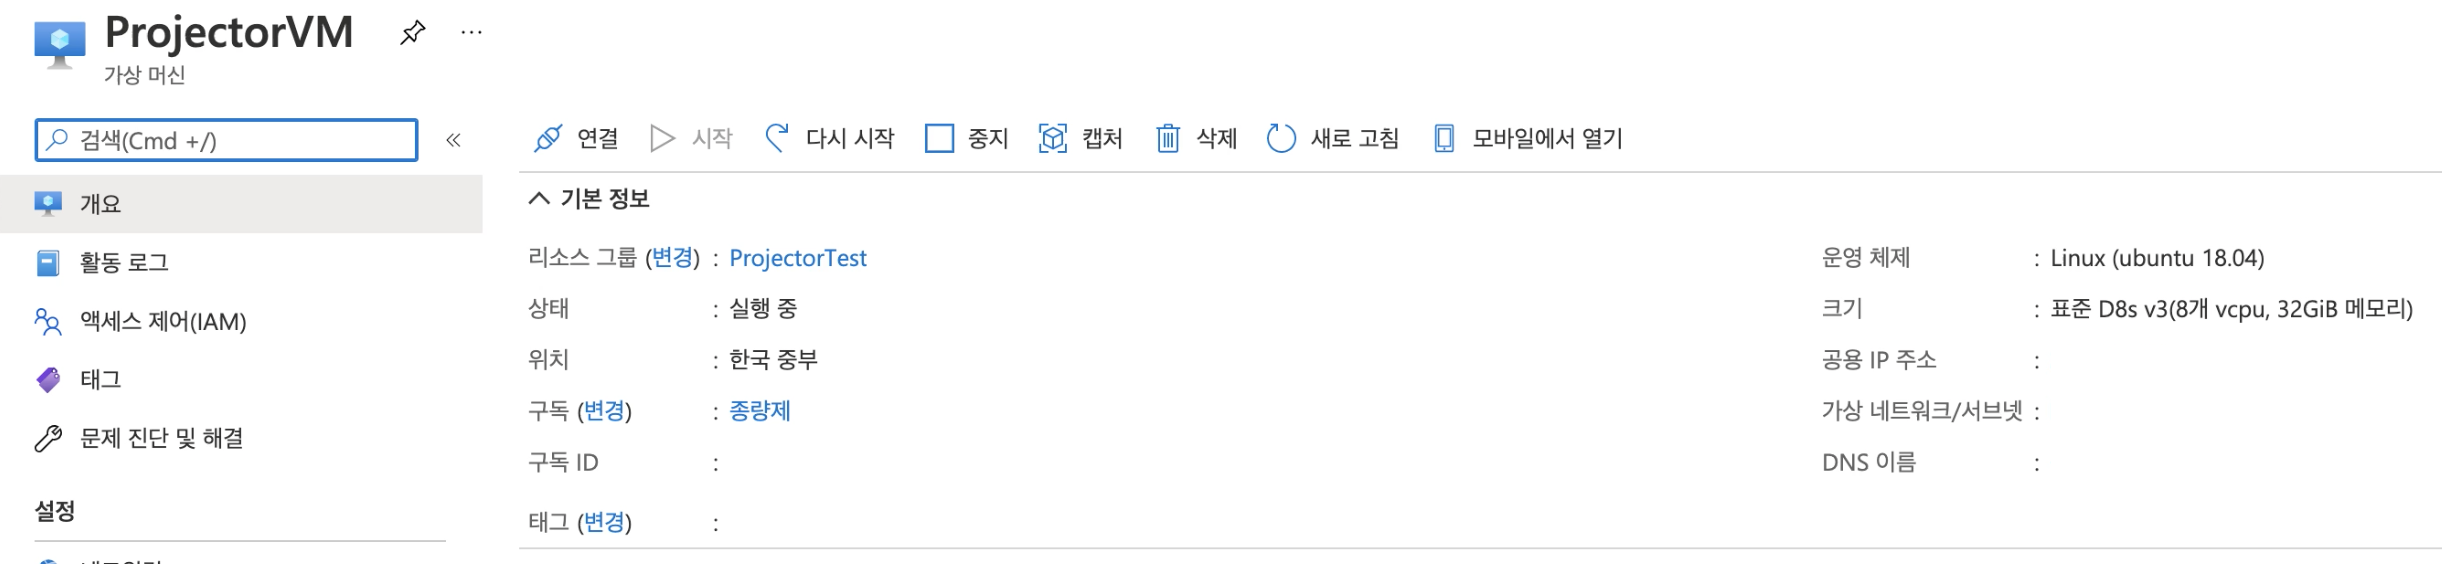 ProjectorVM
가상 머신
검색(Cmd +/)
«
연결 시작 다시 시작 중지 캡처 삭제 새로 고침 모바일에서 열기
개요
활동 로그
액세스 제어(IAM)
태그
문제 진단 및 해결
설정
기본 정보
리소스 그룹 (변경) : ProjectorTest
상태 : 실행 중
위치 : 한국 중부
구독 (변경) : 종량제
구독 ID :
태그 (변경) :
운영 체제 : Linux (ubuntu 18.04)
크기 : 표준 D8s v3(8개 vcpu, 32GiB 메모리)
공용 IP 주소 :
가상 네트워크/서브넷 :
DNS 이름 :